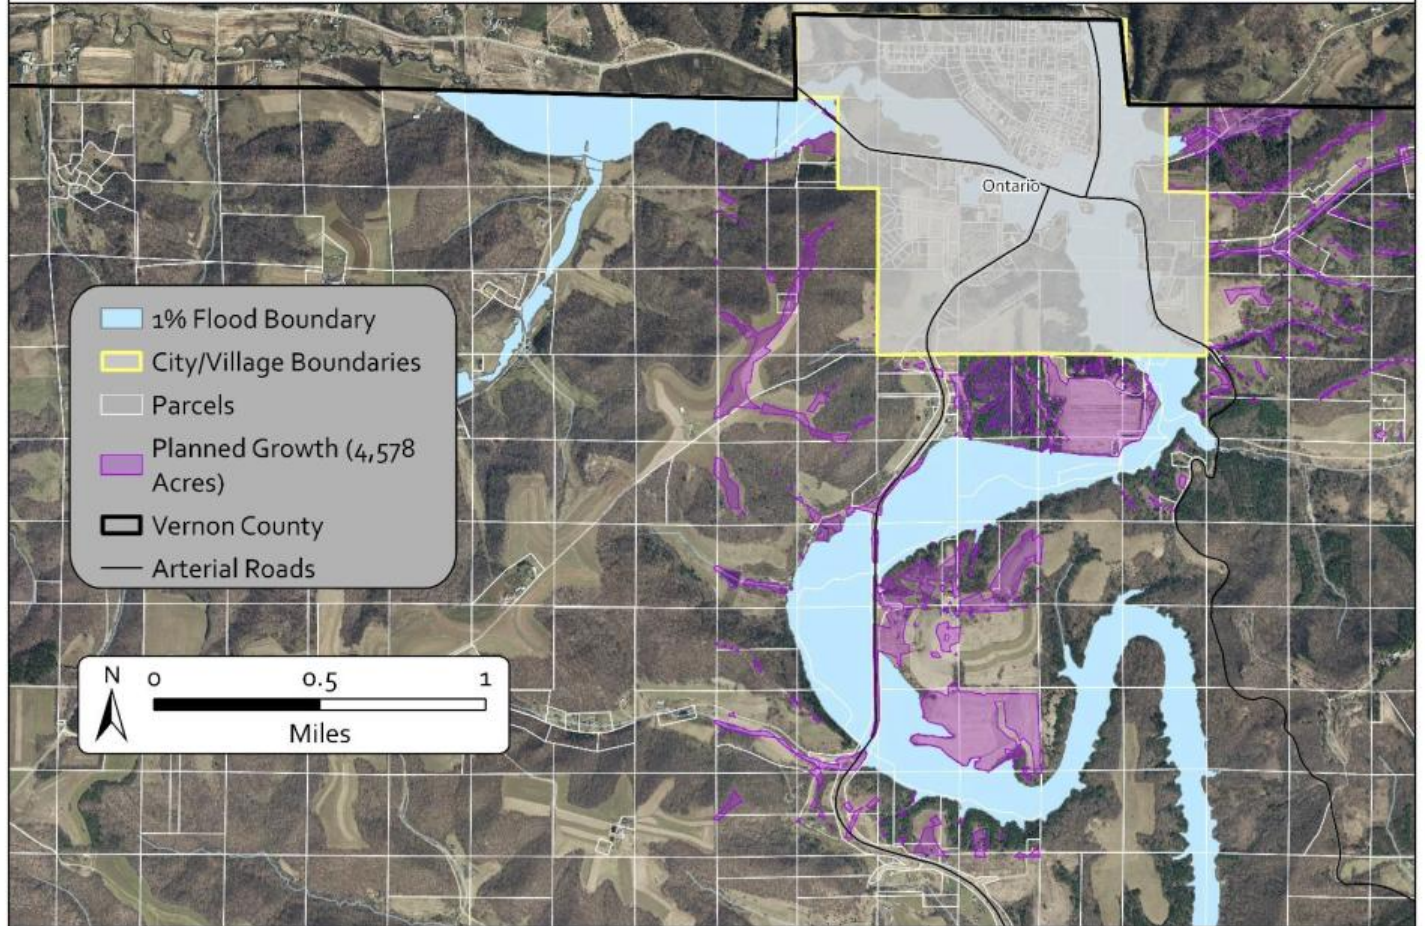 Ontario
1% Flood Boundary
City/Village Boundaries
Parcels
Planned Growth (4,578
Acres)
Vernon County
Arterial Roads
N
0 0.5 1
Miles